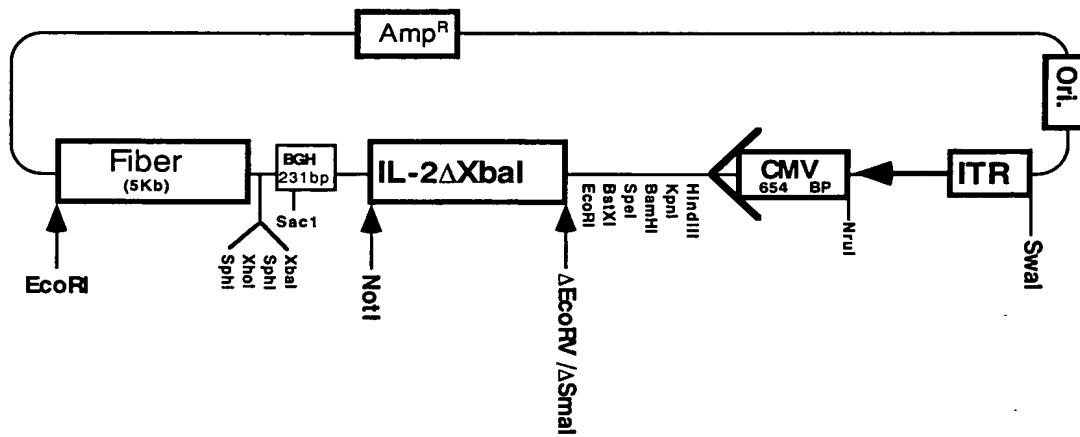 Amp^R
Ori.
Fiber
(5Kb)
BGH
231bp
IL-2ΔXbaI
CMV
654 BP
ITR
EcoRI
SphI
XhoI
SphI
XbaI
Sac1
NotI
ΔEcoRV /ΔSmaI
EcoRI
BstXI
SpeI
BamHI
KpnI
HindIII
NruI
SwaI